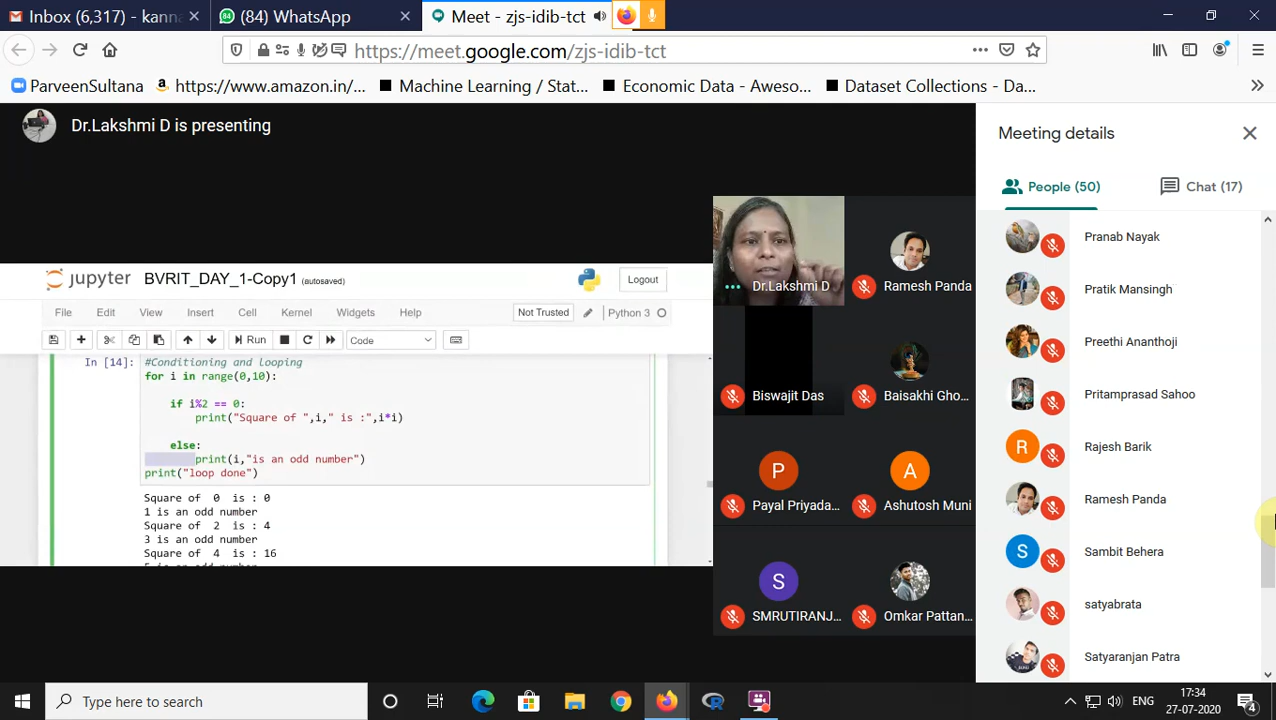 Inbox (6,317) - kanna
(84) WhatsApp
Meet - zjs-idib-tct
https://meet.google.com/zjs-idib-tct
ParveenSultana
https://www.amazon.in/...
Machine Learning / Stat...
Economic Data - Aweso...
Dataset Collections - Da...
Dr.Lakshmi D is presenting
Meeting details
People (50)
Chat (17)
jupyter BVRIT_DAY_1-Copy1 (autosaved)
Logout
File Edit View Insert Cell Kernel Widgets Help
Not Trusted
Python 3
Run
Code
In [14]: #Conditioning and looping
for i in range(0,10):
if i%2 == 0:
print("Square of ",i," is :",i*i)
else:
print(i,"is an odd number")
print("loop done")
Square of  0  is : 0
1 is an odd number
Square of  2  is : 4
3 is an odd number
Square of  4  is : 16
5 is an odd number
Dr.Lakshmi D
Ramesh Panda
Biswajit Das
Baisakhi Gho...
P
Payal Priyada...
A
Ashutosh Muni
S
SMRUTIRANJ...
Omkar Pattan...
Pranab Nayak
Pratik Mansingh
Preethi Ananthoji
Pritamprasad Sahoo
R
Rajesh Barik
Ramesh Panda
S
Sambit Behera
satyabrata
Satyaranjan Patra
Type here to search
R
ENG
17:34
27-07-2020
4